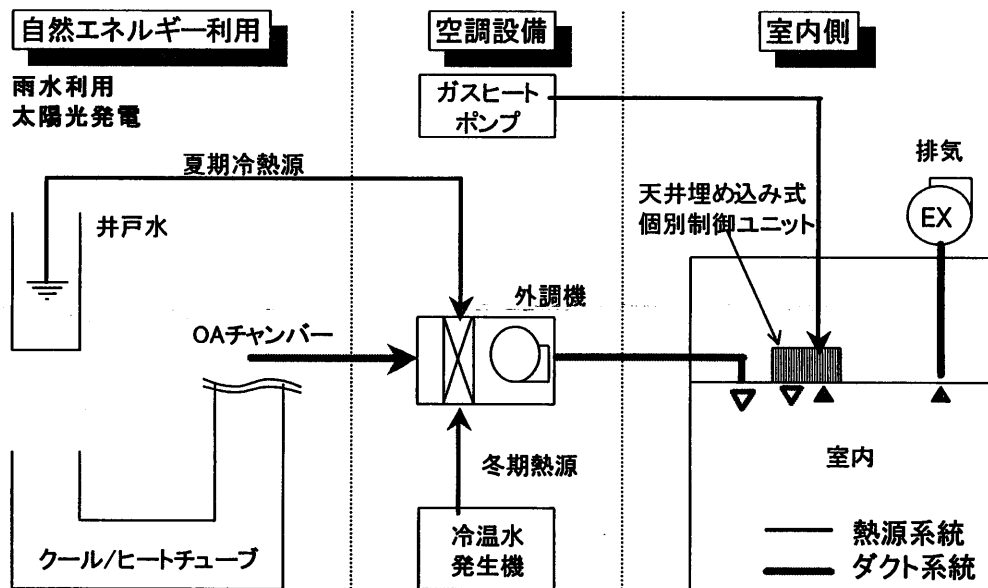 自然エネルギー利用
空調設備
室内側
雨水利用
太陽光発電
ガスヒート
ポンプ
夏期冷熱源
井戸水
排気
EX
天井埋め込み式
個別制御ユニット
外調機
OAチャンバー
冬期熱源
室内
クール/ヒートチューブ
冷温水
発生機
熱源系統
ダクト系統